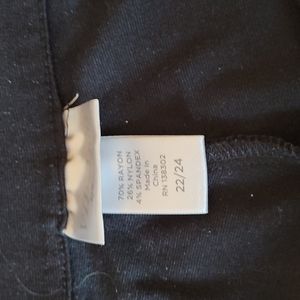 70% RAYON
26% NYLON
4% SPANDEX
Made in
China
RN 138302
22/24